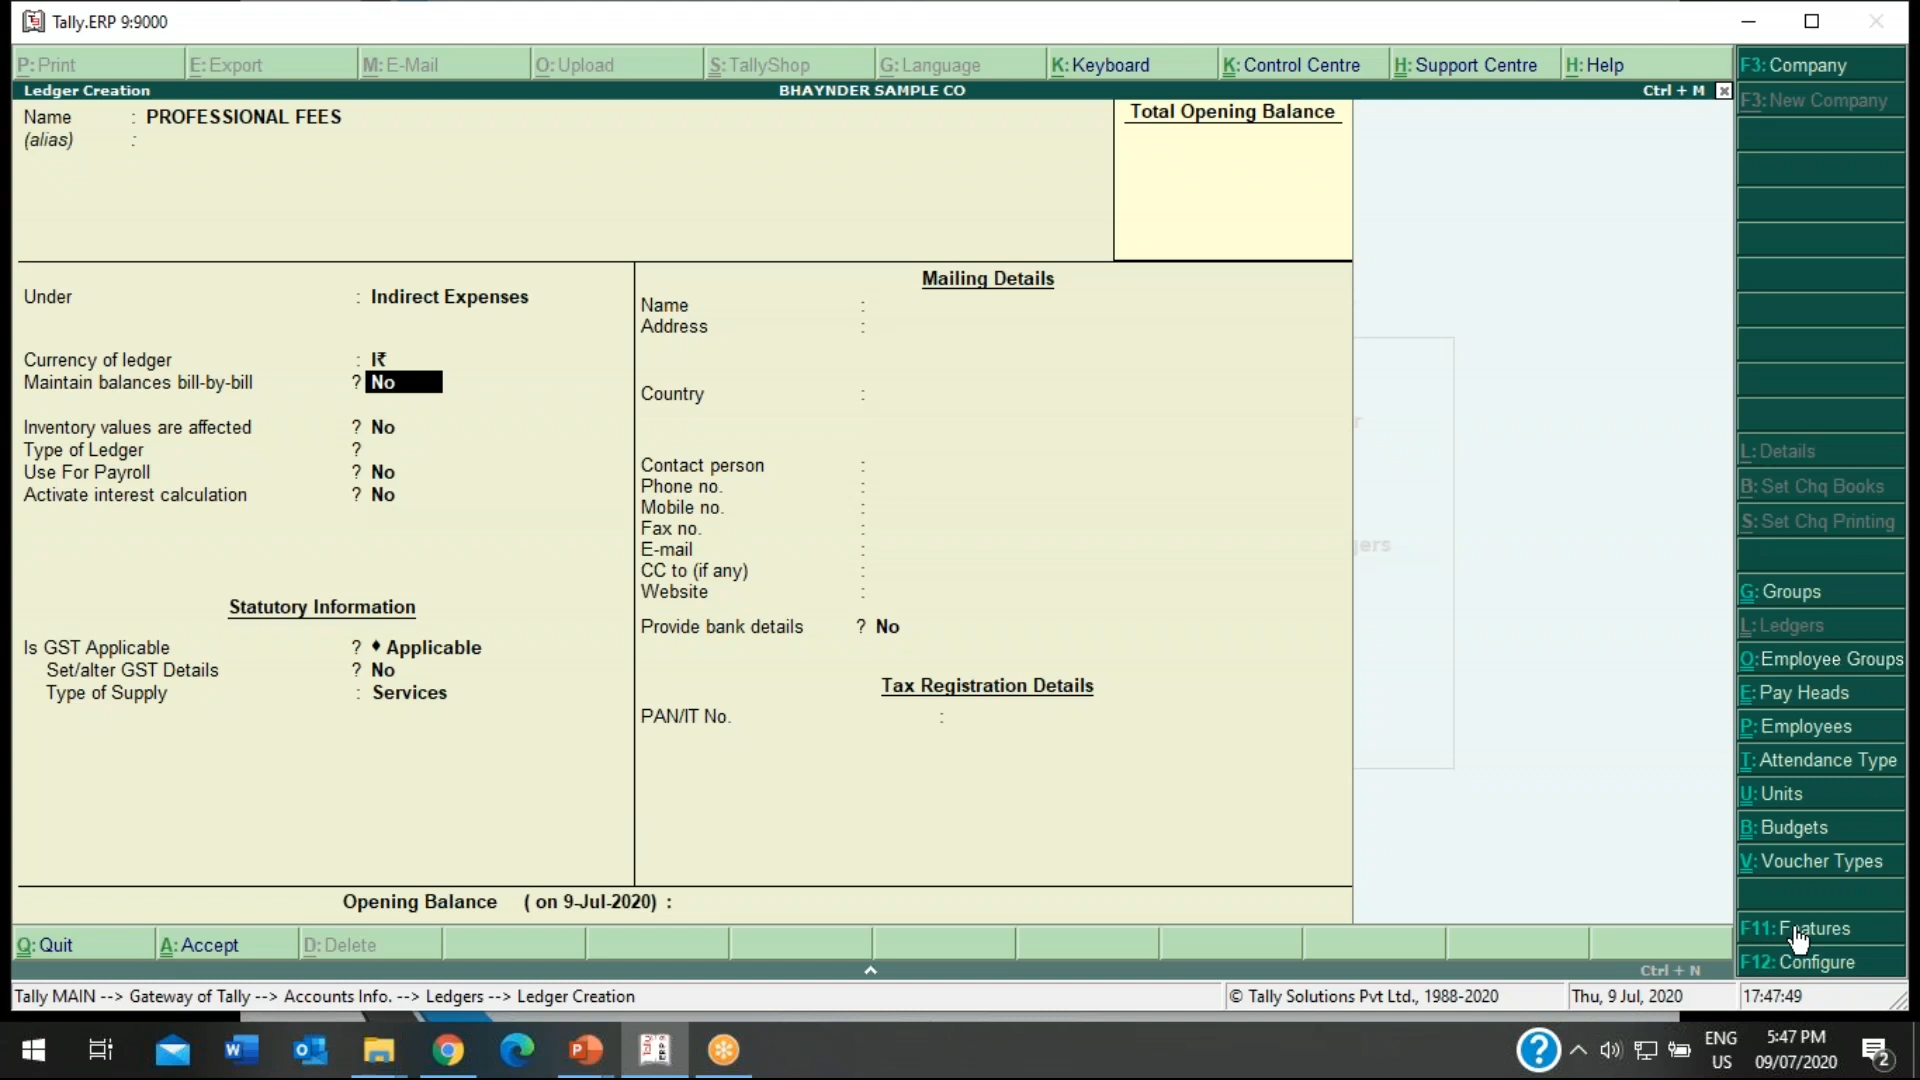 Tally.ERP 9:9000
P: Print E: Export M: E-Mail O: Upload S: TallyShop G: Language K: Keyboard K: Control Centre H: Support Centre H: Help
Ledger Creation BHAYNDER SAMPLE CO Ctrl + M
Name : PROFESSIONAL FEES
(alias) :
Total Opening Balance
Under : Indirect Expenses
Currency of ledger : I₹
Maintain balances bill-by-bill ? No
Inventory values are affected ? No
Type of Ledger ?
Use For Payroll ? No
Activate interest calculation ? No
Statutory Information
Is GST Applicable ? ♦ Applicable
Set/alter GST Details ? No
Type of Supply : Services
Mailing Details
Name :
Address :
Country :
Contact person :
Phone no. :
Mobile no. :
Fax no. :
E-mail :
CC to (if any) :
Website :
Provide bank details ? No
Tax Registration Details
PAN/IT No. :
Opening Balance ( on 9-Jul-2020) :
F3: Company
F3: New Company
L: Details
B: Set Chq Books
S: Set Chq Printing
G: Groups
L: Ledgers
O: Employee Groups
E: Pay Heads
P: Employees
T: Attendance Type
U: Units
B: Budgets
V: Voucher Types
F11: Features
F12: Configure
Q: Quit A: Accept D: Delete
Ctrl + N
Tally MAIN --> Gateway of Tally --> Accounts Info. --> Ledgers --> Ledger Creation © Tally Solutions Pvt Ltd., 1988-2020 Thu, 9 Jul, 2020 17:47:49
ENG
US
5:47 PM
09/07/2020
2